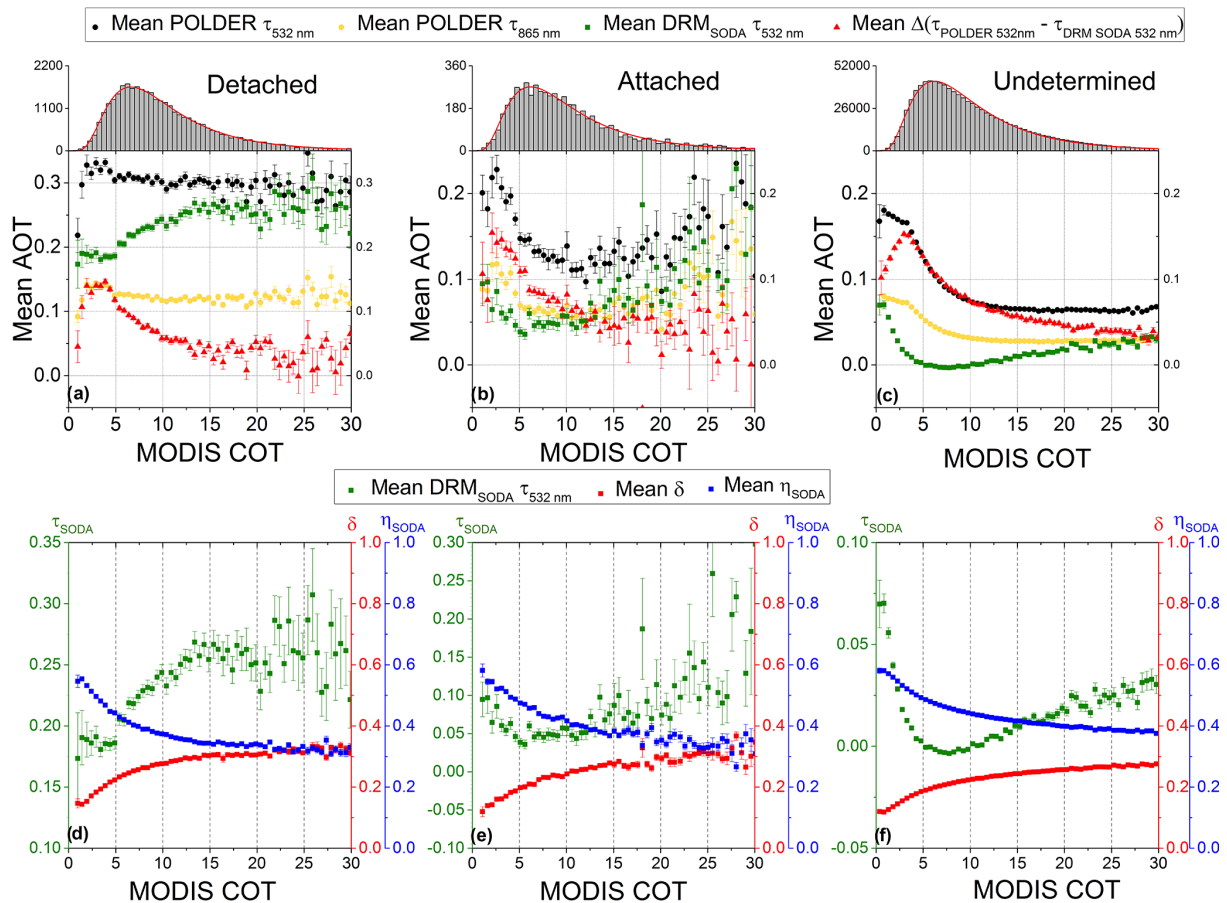 Mean POLDER τ532 nm Mean POLDER τ865 nm Mean DRMSODA τ532 nm Mean Δ(τPOLDER 532nm - τDRM SODA 532 nm)
2200 360 52000
Detached Attached Undetermined
1100 180 26000
0 0 0
0.3 0.3 0.2 0.2 0.2 0.2
0.2 0.2 0.1 0.1 0.1 0.1
0.1 0.1 0.0 0.0 0.0 0.0
0.0 0.0
Mean AOT Mean AOT Mean AOT
(a) (b) (c)
0 5 10 15 20 25 30 0 5 10 15 20 25 30 0 5 10 15 20 25 30
MODIS COT MODIS COT MODIS COT
Mean DRMSODA τ532 nm Mean δ Mean ηSODA
τSODA δ ηSODA τSODA δ ηSODA τSODA δ ηSODA
0.35 1.0 1.0 0.30 1.0 1.0 0.10 1.0 1.0
0.25
0.30 0.8 0.8 0.20 0.8 0.8 0.05 0.8 0.8
0.25 0.6 0.6 0.15 0.6 0.6
0.10
0.20 0.4 0.4 0.05 0.4 0.4 0.00 0.4 0.4
0.15 0.2 0.2 0.00 0.2 0.2
-0.05
0.10 0.0 0.0 -0.10 0.0 0.0 -0.05 0.0 0.0
(d) (e) (f)
0 5 10 15 20 25 30 0 5 10 15 20 25 30 0 5 10 15 20 25 30
MODIS COT MODIS COT MODIS COT